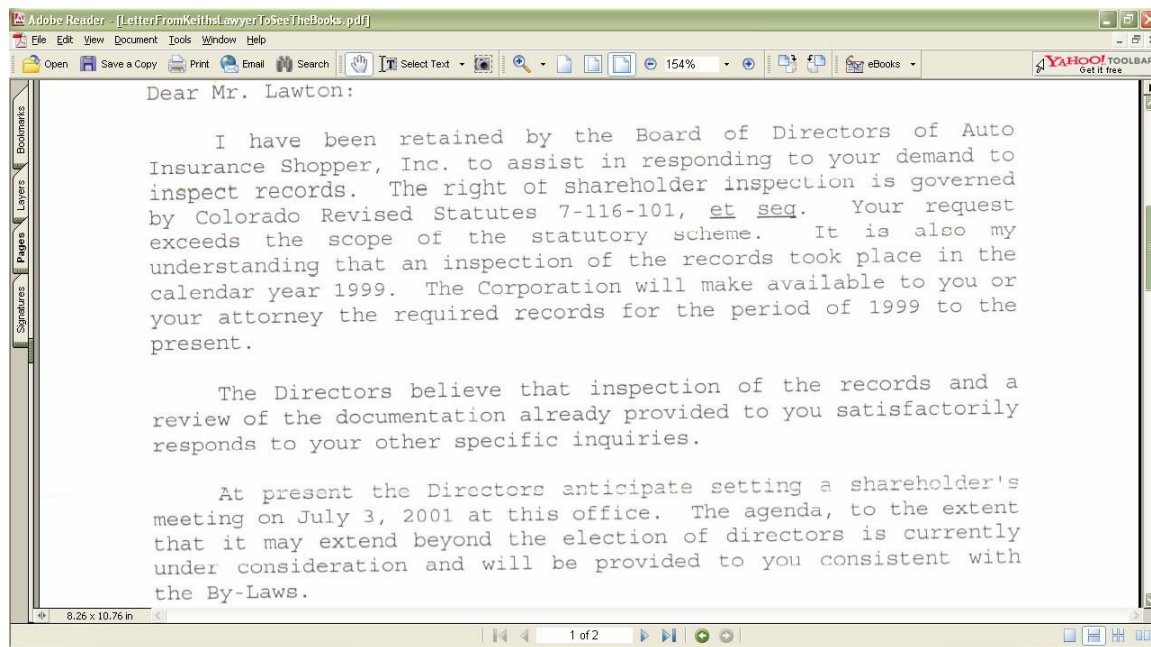 Adobe Reader - [LetterFromKeithsLawyerToSeeTheBooks.pdf]
File Edit View Document Tools Window Help
Open Save a Copy Print Email Search Select Text 154% eBooks YAHOO! TOOLBAR
Get it free
Bookmarks
Layers
Pages
Signatures
Dear Mr. Lawton:
I have been retained by the Board of Directors of Auto
Insurance Shopper, Inc. to assist in responding to your demand to
inspect records. The right of shareholder inspection is governed
by Colorado Revised Statutes 7-116-101, et seq. Your request
exceeds the scope of the statutory scheme. It is also my
understanding that an inspection of the records took place in the
calendar year 1999. The Corporation will make available to you or
your attorney the required records for the period of 1999 to the
present.
The Directors believe that inspection of the records and a
review of the documentation already provided to you satisfactorily
responds to your other specific inquiries.
At present the Directors anticipate setting a shareholder's
meeting on July 3, 2001 at this office. The agenda, to the extent
that it may extend beyond the election of directors is currently
under consideration and will be provided to you consistent with
the By-Laws.
8.26 x 10.76 in
1 of 2